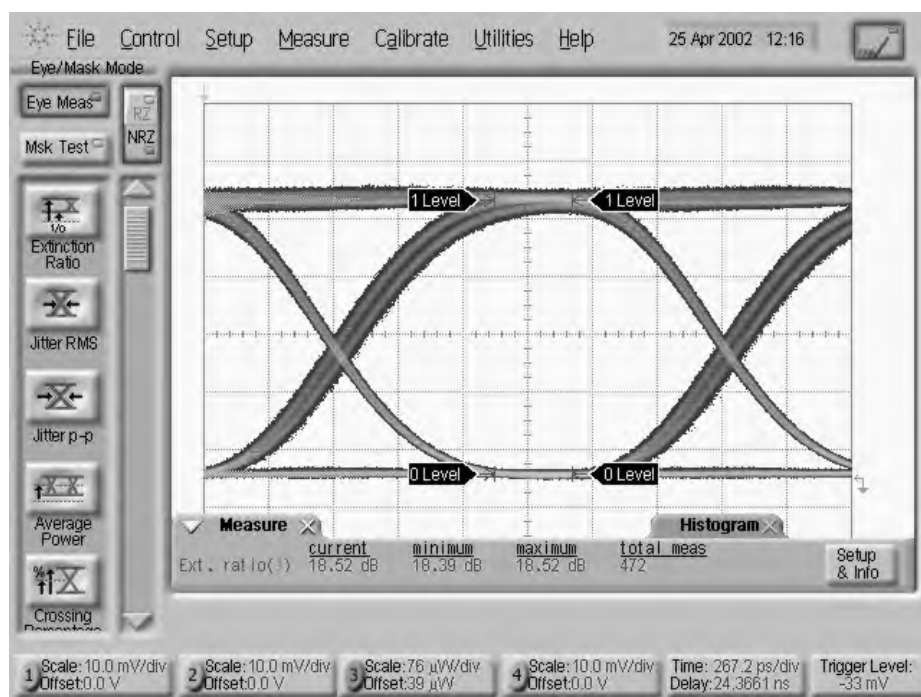 File Control Setup Measure Calibrate Utilities Help 25 Apr 2002 12:16
Eye/Mask Mode
Eye Meas
RZ
NRZ
Msk Test
1/0
Extinction
Ratio
Jitter RMS
Jitter p-p
Average
Power
%
Crossing
Percentage
1 Level 1 Level
0 Level 0 Level
Measure Histogram
current minimum maximum total meas
Ext. ratio( ) 18.52 dB 18.39 dB 18.52 dB 472
Setup
& Info
1 Scale:10.0 mV/div
Offset:0.0 V
2 Scale:10.0 mV/div
Offset:0.0 V
3 Scale:76 µW/div
Offset:39 µW
4 Scale:10.0 mV/div
Offset:0.0 V
Time: 267.2 ps/div
Delay:24.3661 ns
Trigger Level:
-33 mV